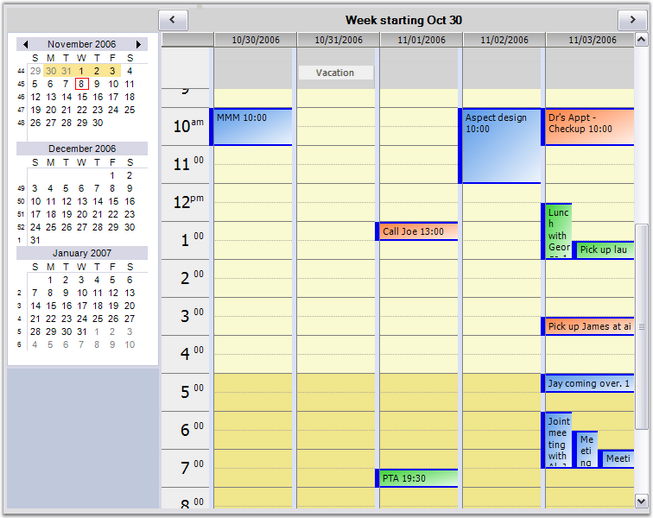 Week starting Oct 30
November 2006
S M T W T F S
44 29 30 31 1 2 3 4
45 5 6 7 8 9 10 11
46 12 13 14 15 16 17 18
47 19 20 21 22 23 24 25
48 26 27 28 29 30
December 2006
S M T W T F S
1 2
49 3 4 5 6 7 8 9
50 10 11 12 13 14 15 16
51 17 18 19 20 21 22 23
52 24 25 26 27 28 29 30
1 31
January 2007
S M T W T F S
1 2 3 4 5 6
2 7 8 9 10 11 12 13
3 14 15 16 17 18 19 20
4 21 22 23 24 25 26 27
5 28 29 30 31 1 2 3
6 4 5 6 7 8 9 10
10/30/2006 10/31/2006 11/01/2006 11/02/2006 11/03/2006
Vacation
9
10 am
11 00
12 pm
1 00
2 00
3 00
4 00
5 00
6 00
7 00
8 00
MMM 10:00
Call Joe 13:00
PTA 19:30
Aspect design
10:00
Dr's Appt -
Checkup 10:00
Lunc
h
with
Geor
Pick up lau
Pick up James at ai
Jay coming over. 1
Joint
mee
ting
with
Me
eti
ng
Meeti